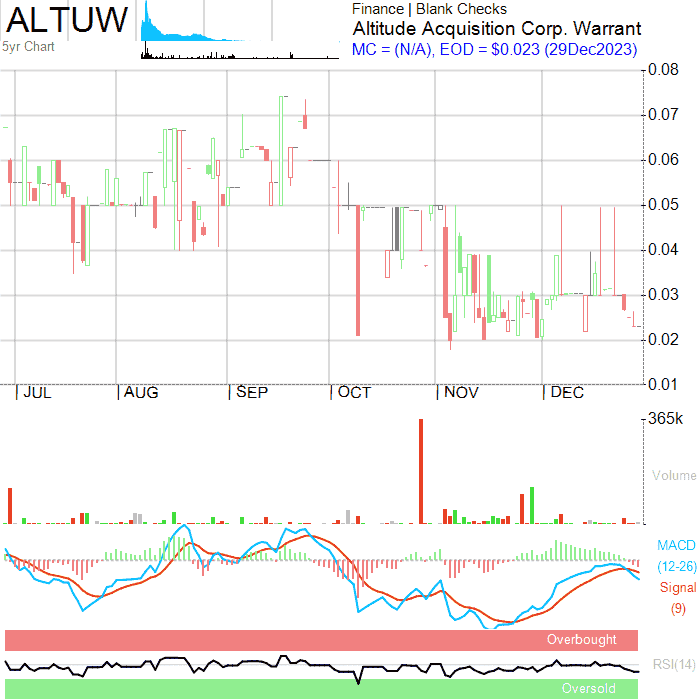 ALTUW
5yr Chart
Finance | Blank Checks
Altitude Acquisition Corp. Warrant
MC = (N/A), EOD = $0.023 (29Dec2023)
0.08
0.07
0.06
0.05
0.04
0.03
0.02
0.01
JUL
AUG
SEP
OCT
NOV
DEC
365k
Volume
MACD
(12-26)
Signal
(9)
Overbought
RSI(14)
Oversold